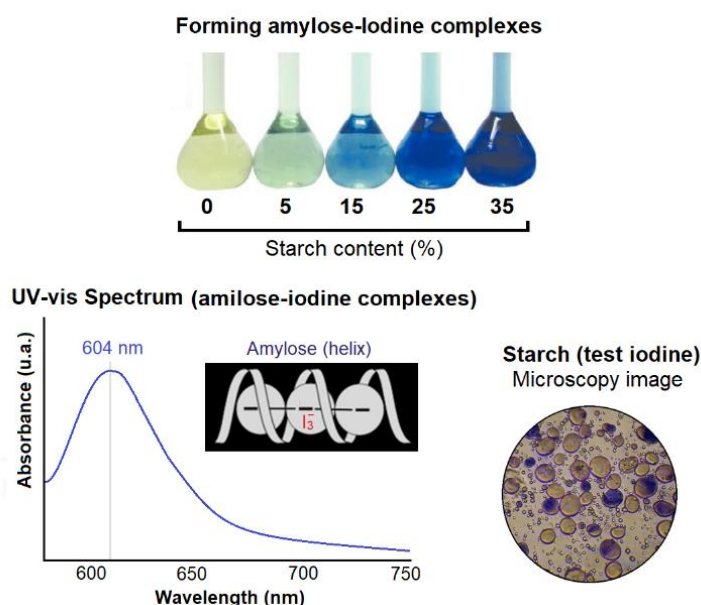 Forming amylose-Iodine complexes
0 5 15 25 35
Starch content (%)
UV-vis Spectrum (amilose-iodine complexes)
604 nm
Absorbance (u.a.)
Amylose (helix)
I₃⁻
600 650 700 750
Wavelength (nm)
Starch (test iodine)
Microscopy image